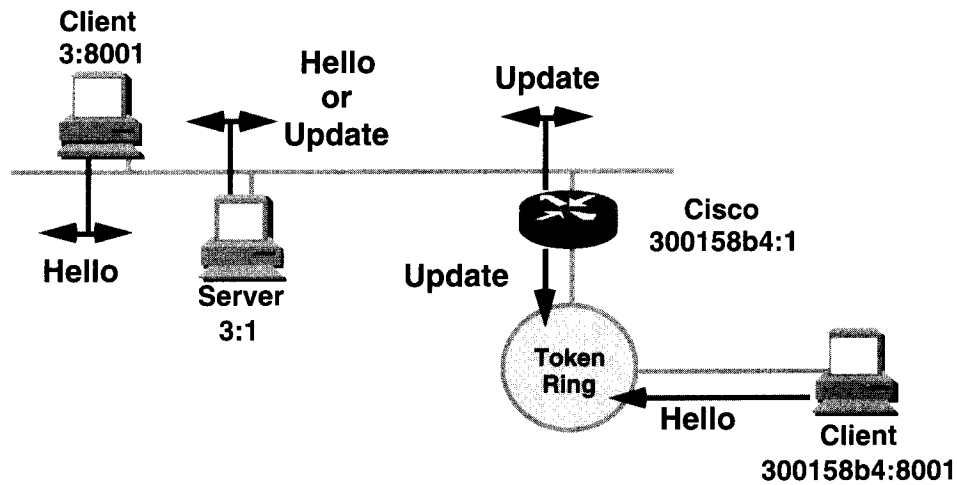 Client
3:8001
Hello
or
Update
Update
Hello
Server
3:1
Cisco
300158b4:1
Update
Token
Ring
Hello
Client
300158b4:8001